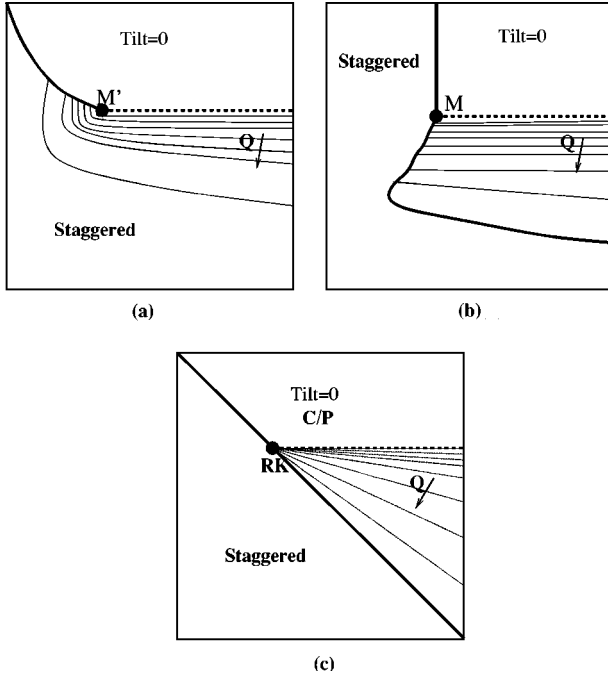 Tilt=0
Tilt=0
Staggered
M'
M
Q
Q
Staggered
(a)
(b)
Tilt=0
C/P
RK
Q
Staggered
(c)